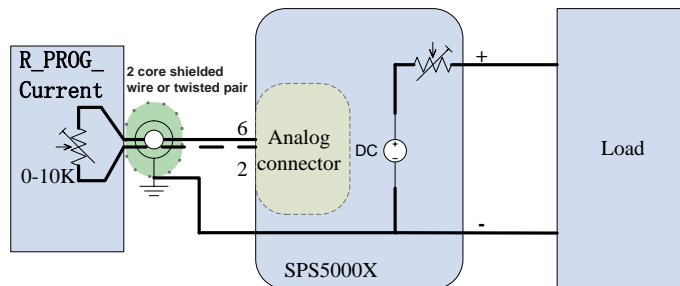 R_PROG_
Current
0-10K
2 core shielded
wire or twisted pair
6
2
Analog
connector
DC
+
-
+
-
SPS5000X
Load